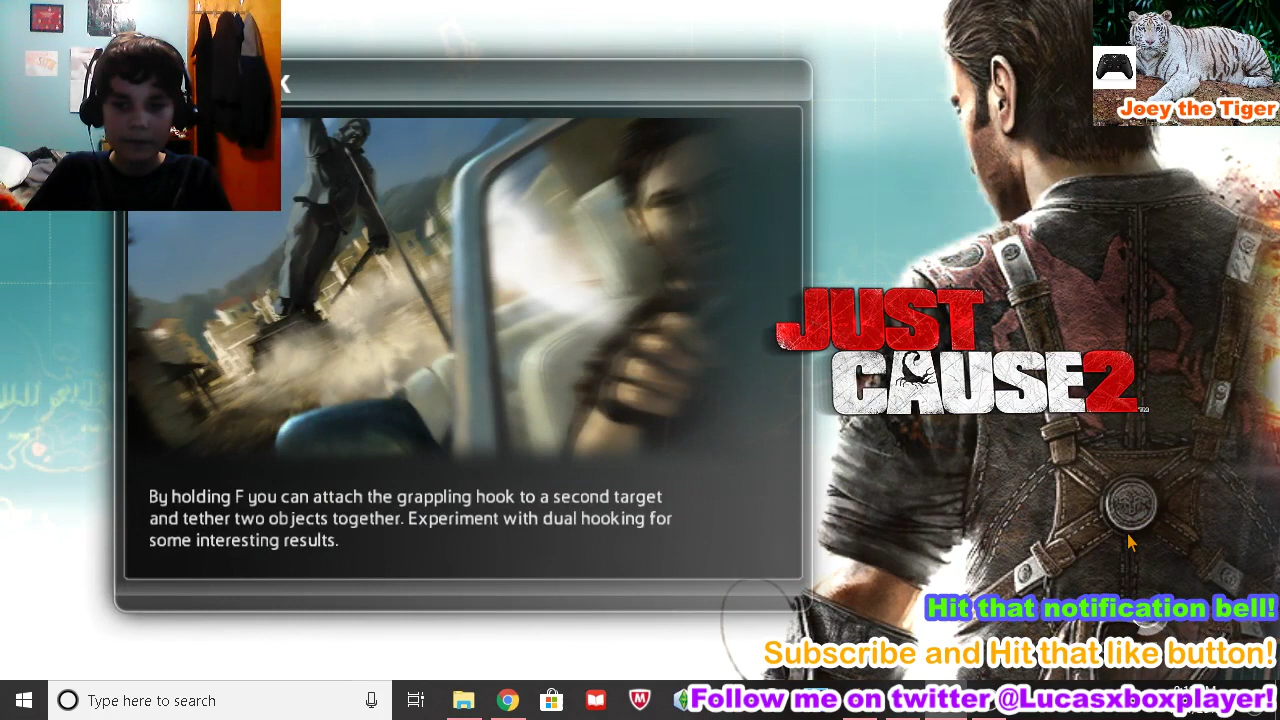 Joey the Tiger
JUST
CAUSE 2
By holding F you can attach the grappling hook to a second target
and tether two objects together. Experiment with dual hooking for
some interesting results.
Hit that notification bell!
Subscribe and Hit that like button!
Type here to search
Follow me on twitter @Lucasxboxplayer!